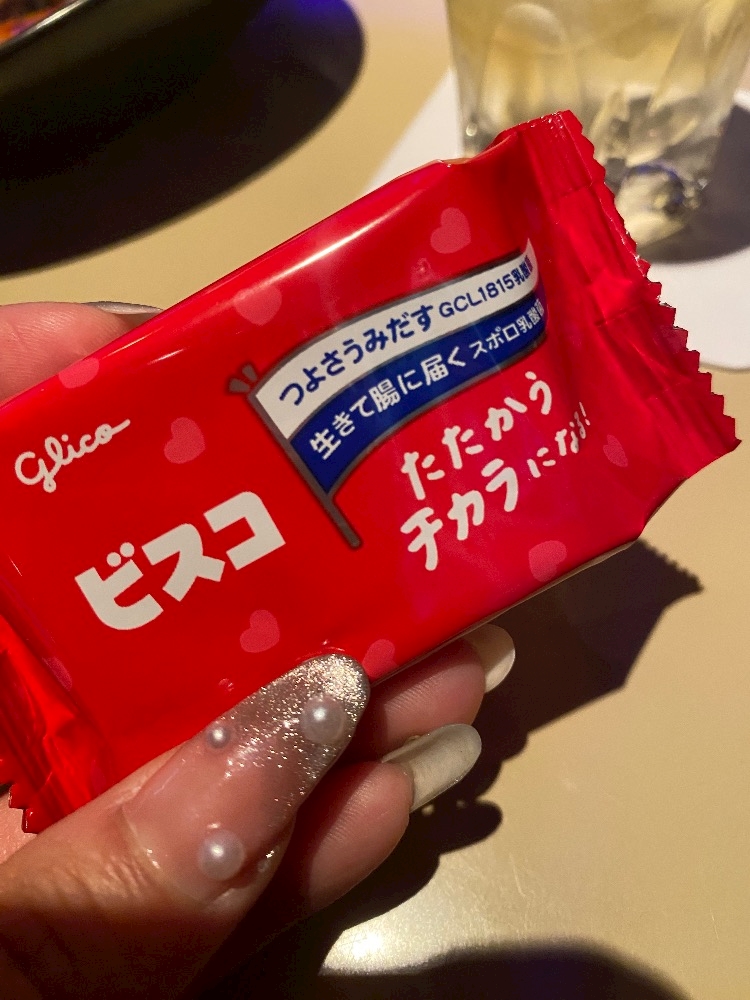 Glico
ビスコ
つよさうみだす GCL1815乳酸菌
生きて腸に届く スポロ乳酸菌
たたかう
チカラになる!